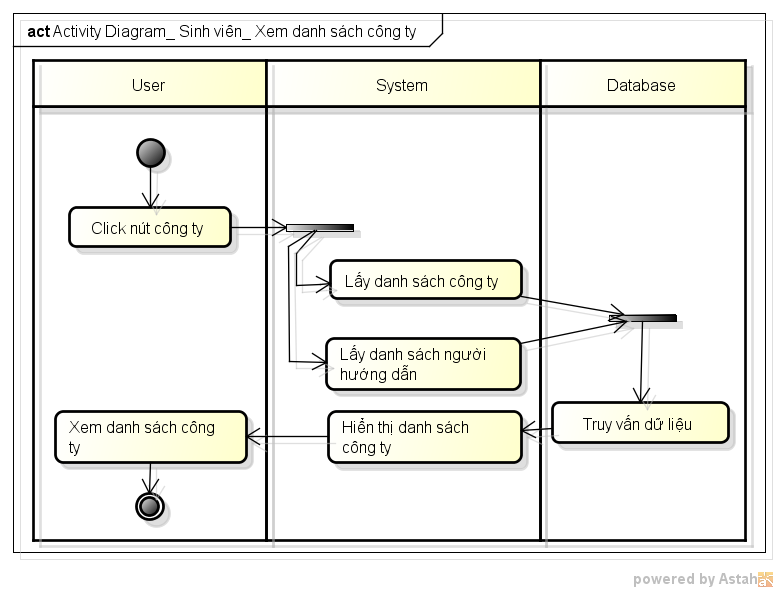 act Activity Diagram_ Sinh viên_ Xem danh sách công ty
User
System
Database
Click nút công ty
Lấy danh sách công ty
Lấy danh sách người
hướng dẫn
Xem danh sách công
ty
Hiển thị danh sách
công ty
Truy vấn dữ liệu
powered by Astah